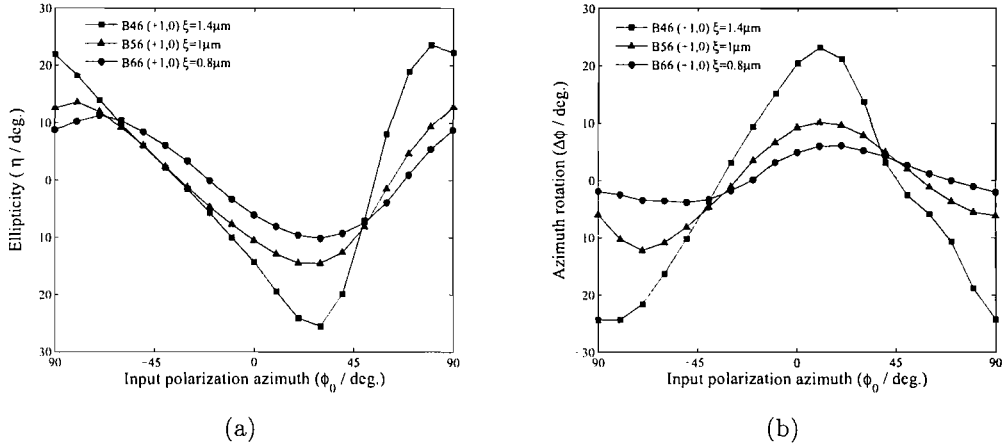 B46 (+1,0) ξ=1.4μm
B56 (+1,0) ξ=1μm
B66 (+1,0) ξ=0.8μm
30
20
10
0
10
20
30
90
-45
0
45
90
Ellipticity ( η / deg.)
Input polarization azimuth (ϕ0 / deg.)
(a)
B46 (-1,0) ξ=1.4μm
B56 (-1,0) ξ=1μm
B66 (-1,0) ξ=0.8μm
30
20
10
0
10
20
30
90
-45
0
45
90
Azimuth rotation (Δϕ / deg.)
Input polarization azimuth (ϕ0 / deg.)
(b)